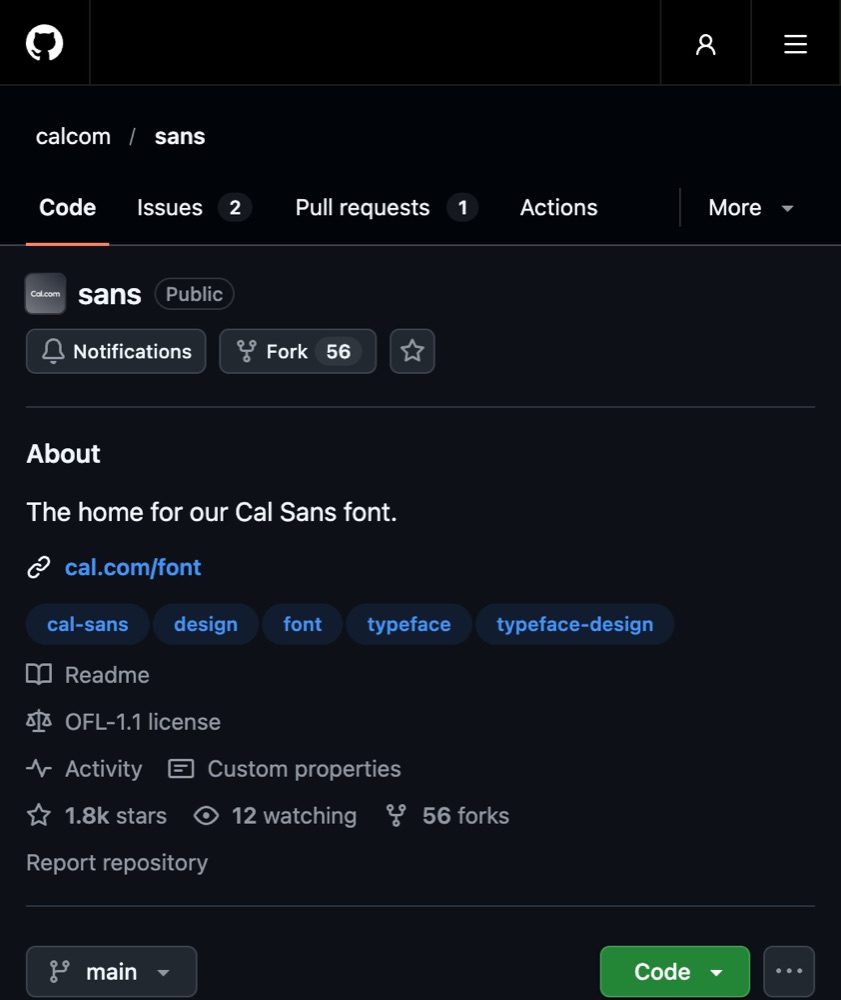 calcom / sans
Code Issues 2 Pull requests 1 Actions More
Cal.com sans Public
Notifications Fork 56
About
The home for our Cal Sans font.
cal.com/font
cal-sans design font typeface typeface-design
Readme
OFL-1.1 license
Activity Custom properties
1.8k stars 12 watching 56 forks
Report repository
main Code